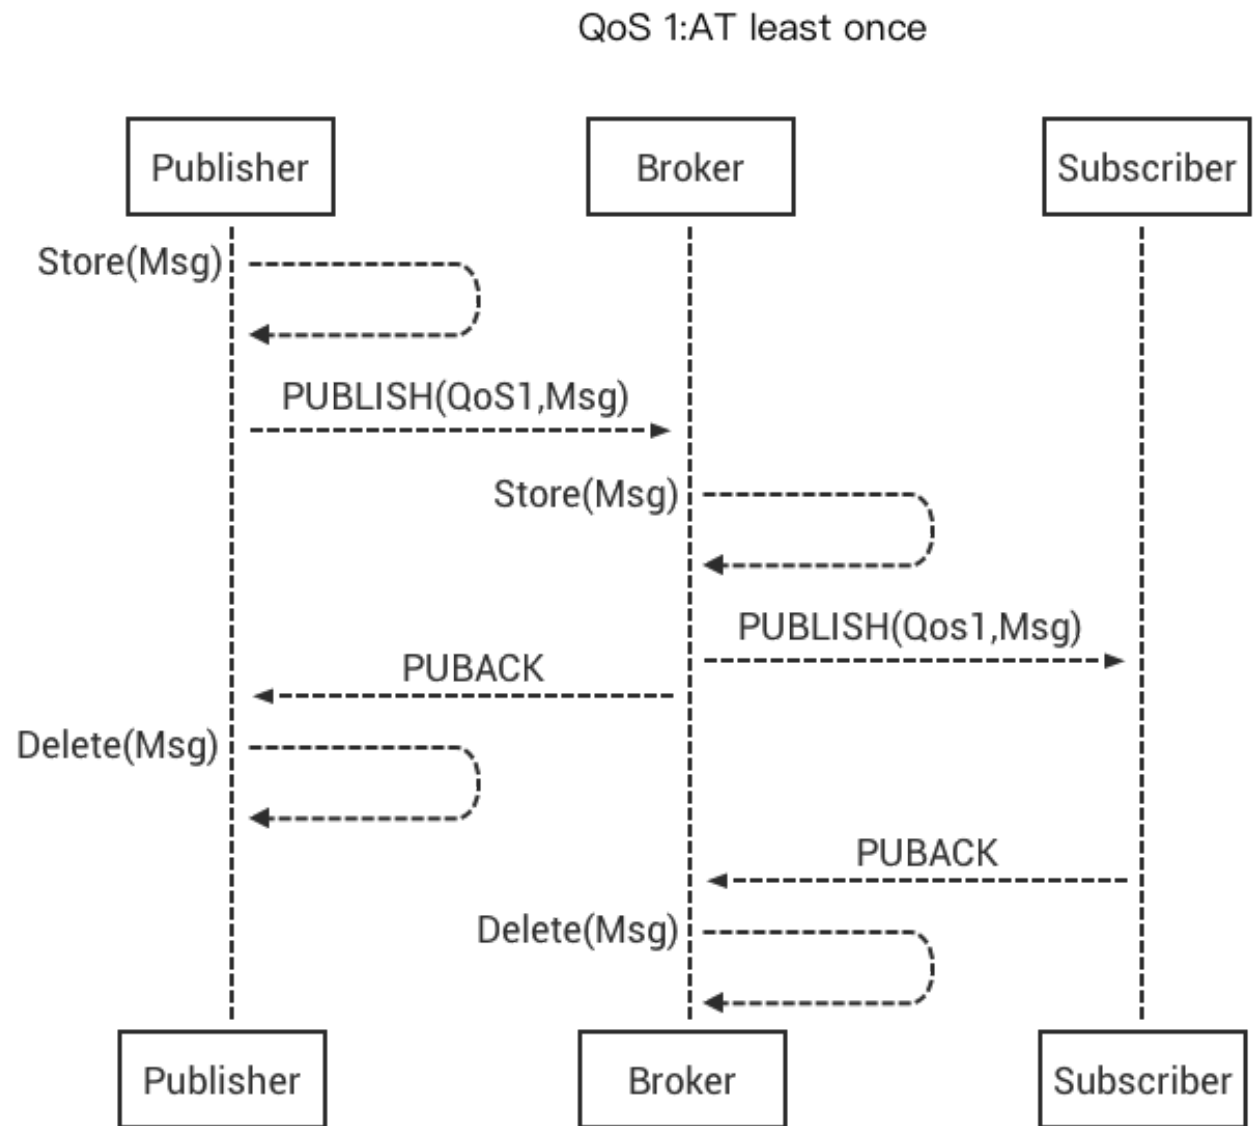 QoS 1:AT least once
Publisher
Broker
Subscriber
Store(Msg)
PUBLISH(QoS1,Msg)
Store(Msg)
PUBLISH(Qos1,Msg)
PUBACK
Delete(Msg)
PUBACK
Delete(Msg)
Publisher
Broker
Subscriber